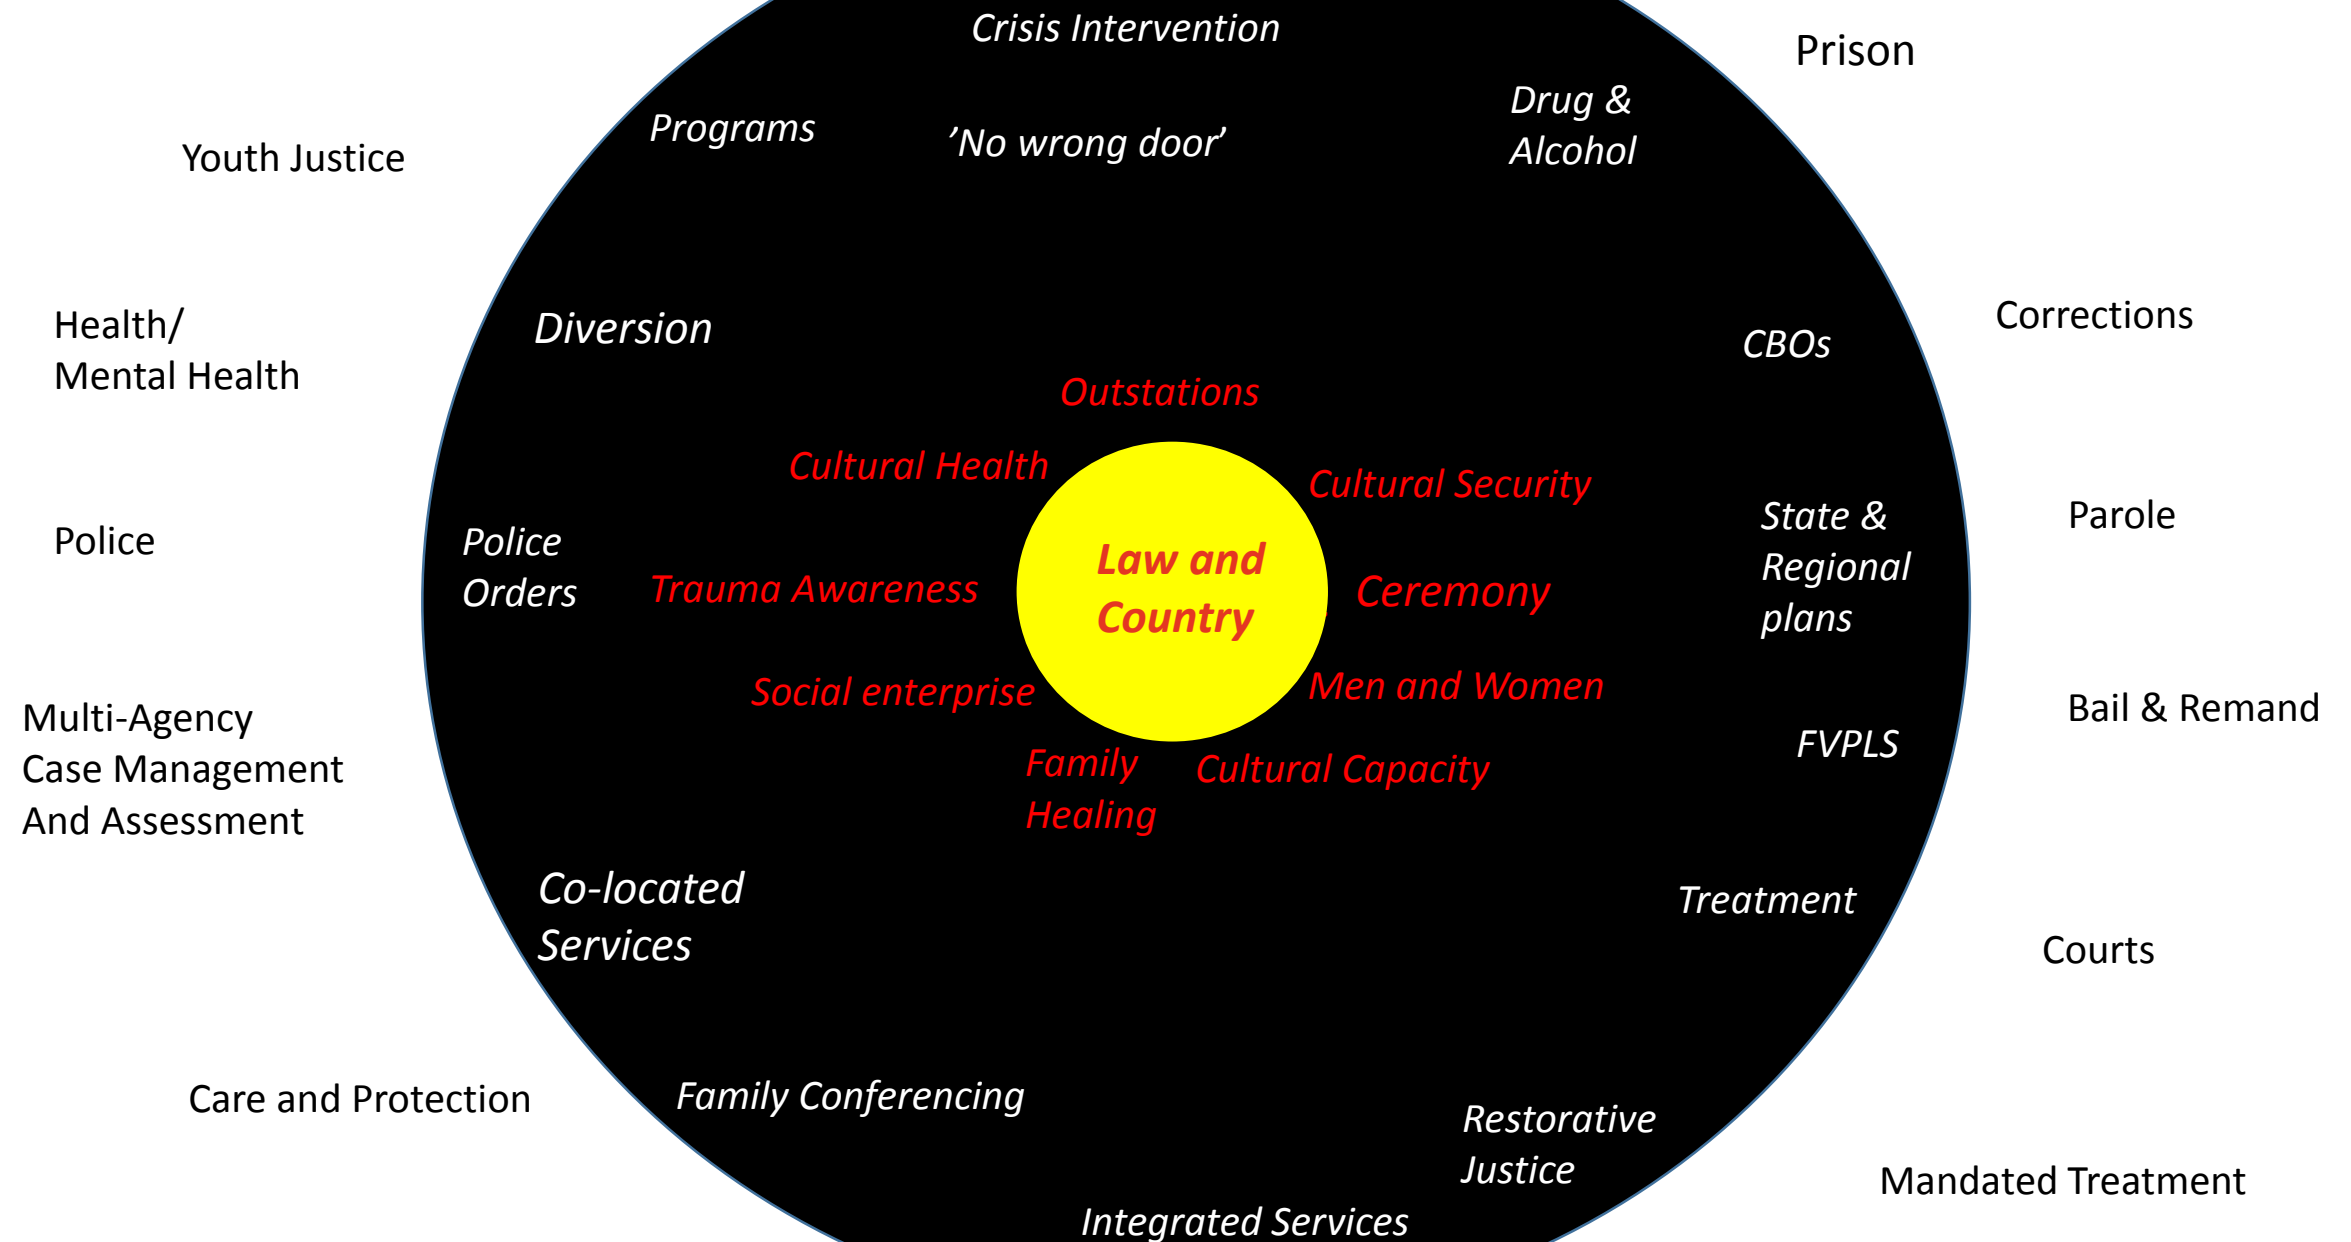 Crisis Intervention
Prison
Programs
’No wrong door’
Drug &
Alcohol
Youth Justice
Health/
Mental Health
Diversion
CBOs
Corrections
Outstations
Cultural Health
Cultural Security
Police
Police
Orders
Trauma Awareness
Law and
Country
Ceremony
State &
Regional
plans
Parole
Multi-Agency
Case Management
And Assessment
Social enterprise
Men and Women
FVPLS
Bail & Remand
Family
Healing
Cultural Capacity
Co-located
Services
Treatment
Courts
Care and Protection
Family Conferencing
Restorative
Justice
Mandated Treatment
Integrated Services